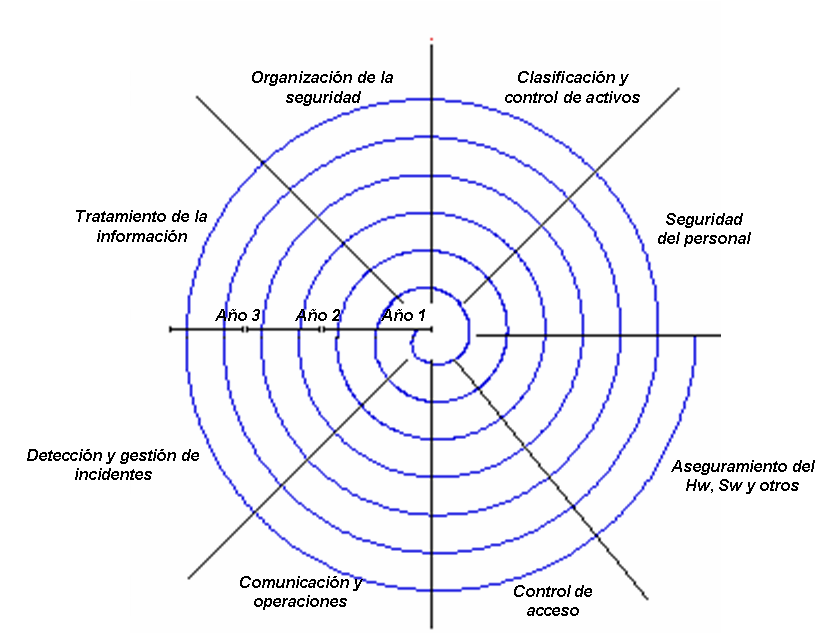 Organización de la
seguridad
Clasificación y
control de activos
Tratamiento de la
información
Seguridad
del personal
Año 3
Año 2
Año 1
Detección y gestión de
incidentes
Aseguramiento del
Hw, Sw y otros
Comunicación y
operaciones
Control de
acceso